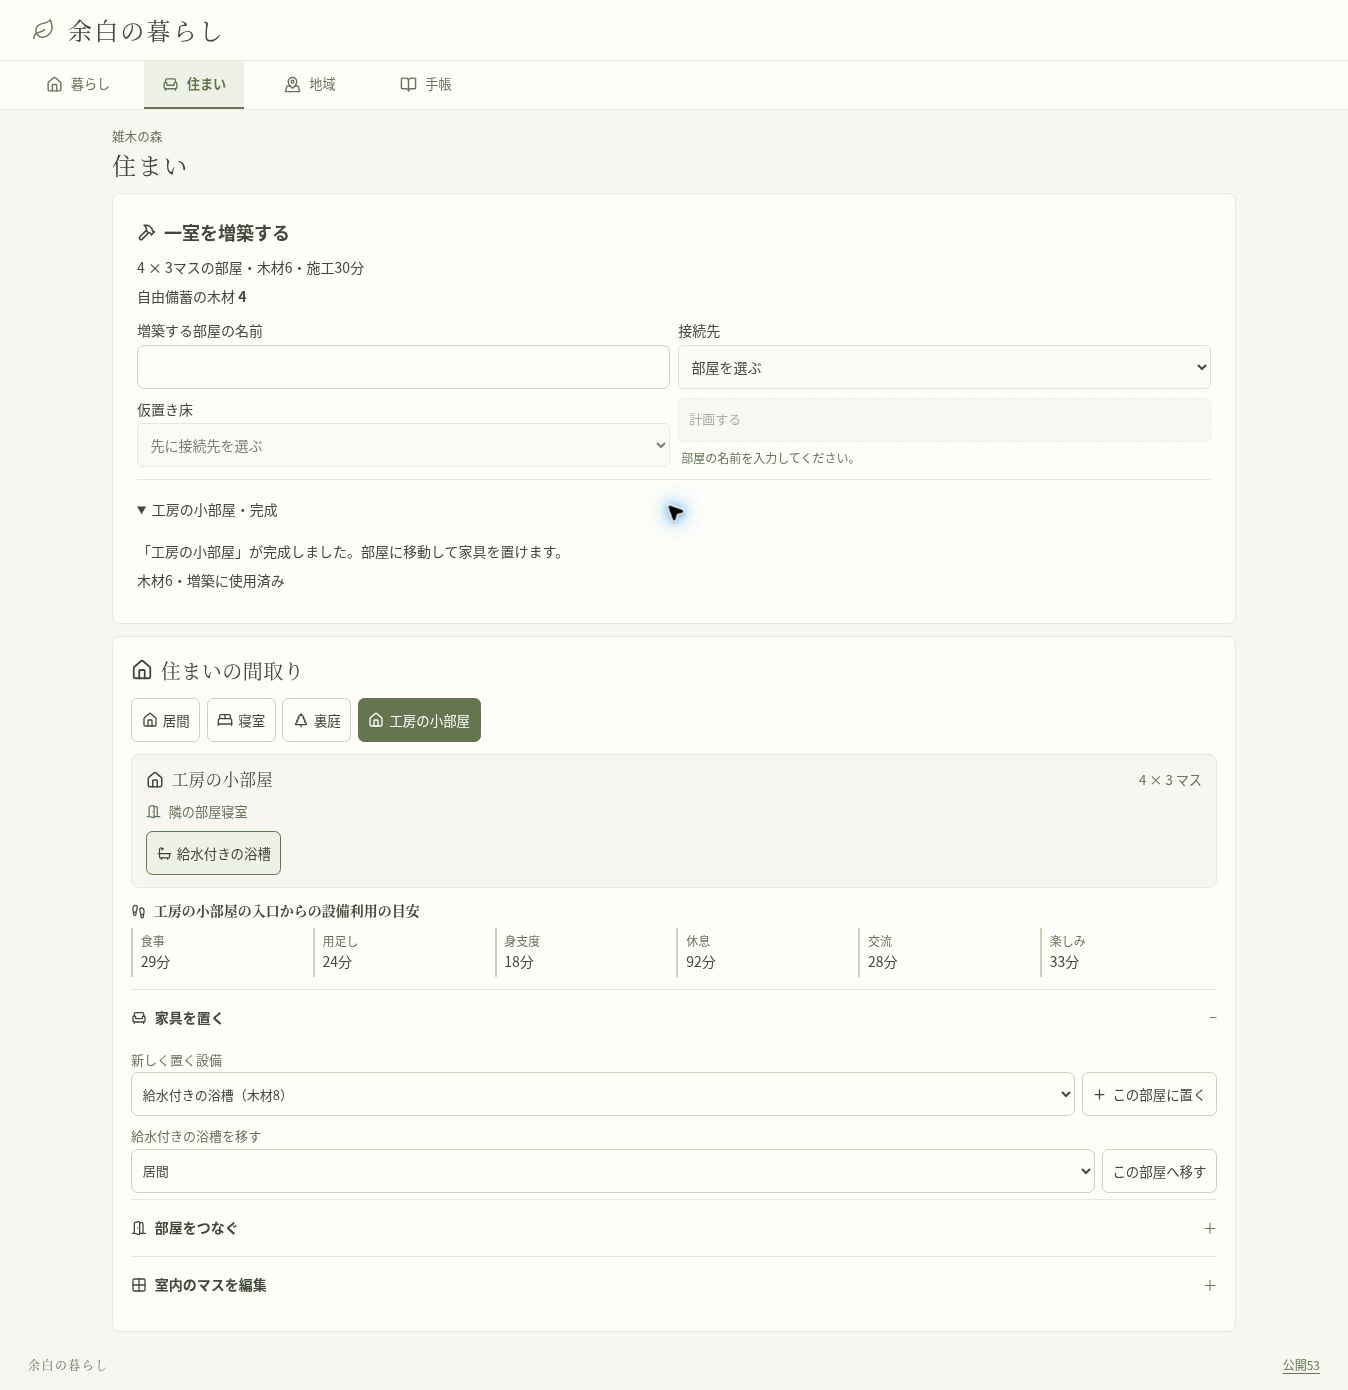 余白の暮らし
暮らし
住まい
地域
手帳
雑木の森
住まい
一室を増築する
4 × 3マスの部屋・木材6・施工30分
自由備蓄の木材 4
増築する部屋の名前
接続先
部屋を選ぶ
仮置き床
先に接続先を選ぶ
計画する
部屋の名前を入力してください。
▼ 工房の小部屋・完成
「工房の小部屋」が完成しました。部屋に移動して家具を置けます。
木材6・増築に使用済み
住まいの間取り
居間
寝室
裏庭
工房の小部屋
工房の小部屋
4 × 3 マス
隣の部屋寝室
給水付きの浴槽
工房の小部屋の入口からの設備利用の目安
食事
29分
用足し
24分
身支度
18分
休息
92分
交流
28分
楽しみ
33分
家具を置く
−
新しく置く設備
給水付きの浴槽（木材8）
＋ この部屋に置く
給水付きの浴槽を移す
居間
この部屋へ移す
部屋をつなぐ
＋
室内のマスを編集
＋
余白の暮らし
公開53